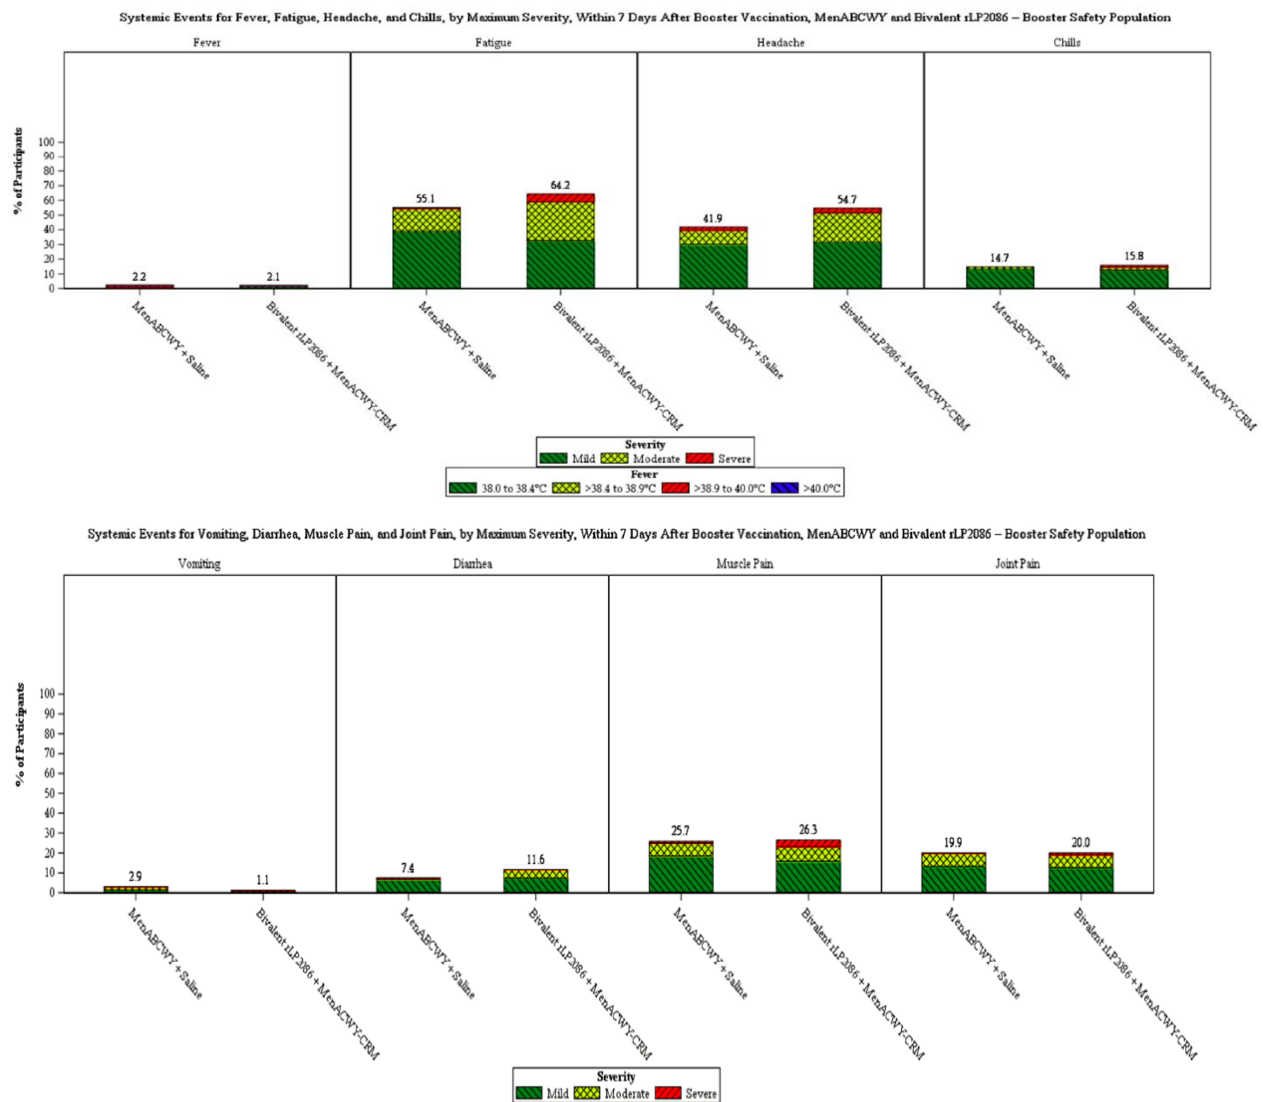 Systemic Events for Fever, Fatigue, Headache, and Chills, by Maximum Severity, Within 7 Days After Booster Vaccination, MenABCWY and Bivalent rLP2086 – Booster Safety Population
Fever Fatigue Headache Chills
% of Participants
100
90
80
70
60
50
40
30
20
10
0
2.2 2.1 55.1 64.2 41.9 54.7 14.7 15.8
MenABCWY + Saline
Bivalent rLP2086 + MenACWY-CRM
MenABCWY + Saline
Bivalent rLP2086 + MenACWY-CRM
MenABCWY + Saline
Bivalent rLP2086 + MenACWY-CRM
MenABCWY + Saline
Bivalent rLP2086 + MenACWY-CRM
Severity
Mild Moderate Severe
Fever
38.0 to 38.4°C >38.4 to 38.9°C >38.9 to 40.0°C >40.0°C
Systemic Events for Vomiting, Diarrhea, Muscle Pain, and Joint Pain, by Maximum Severity, Within 7 Days After Booster Vaccination, MenABCWY and Bivalent rLP2086 – Booster Safety Population
Vomiting Diarrhea Muscle Pain Joint Pain
% of Participants
100
90
80
70
60
50
40
30
20
10
0
2.9 1.1 7.4 11.6 25.7 26.3 19.9 20.0
MenABCWY + Saline
Bivalent rLP2086 + MenACWY-CRM
MenABCWY + Saline
Bivalent rLP2086 + MenACWY-CRM
MenABCWY + Saline
Bivalent rLP2086 + MenACWY-CRM
MenABCWY + Saline
Bivalent rLP2086 + MenACWY-CRM
Severity
Mild Moderate Severe